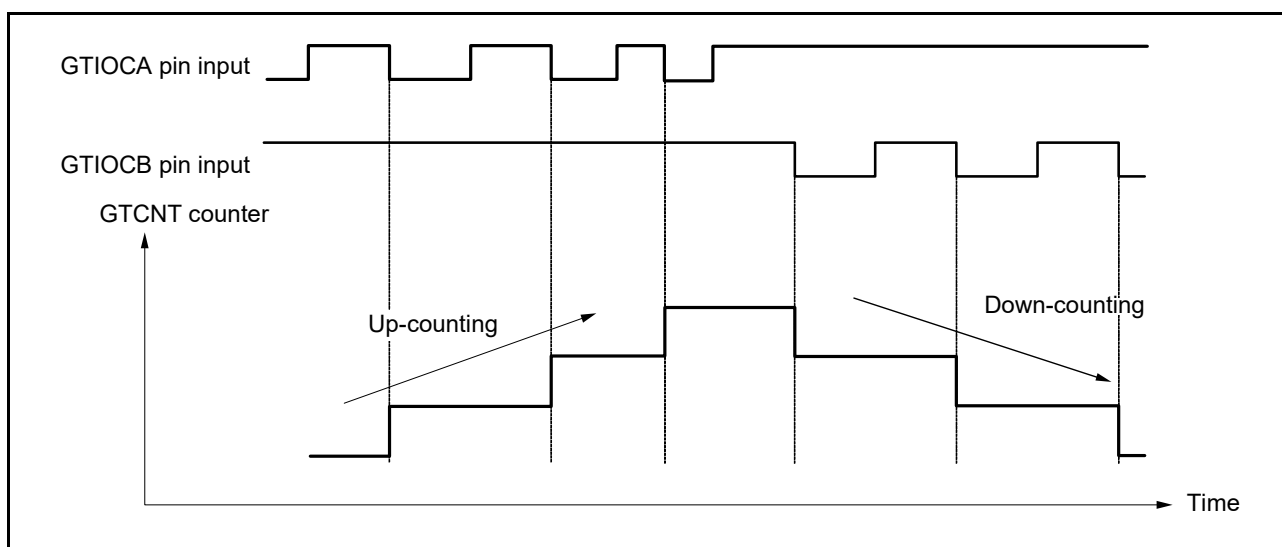 GTIOCA pin input
GTIOCB pin input
GTCNT counter
Up-counting
Down-counting
Time